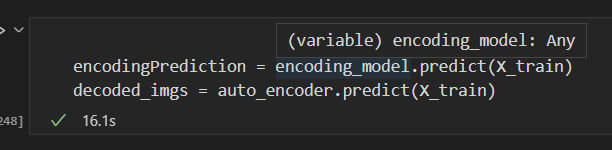 (variable) encoding_model: Any
encodingPrediction = encoding_model.predict(X_train)
decoded_imgs = auto_encoder.predict(X_train)
248]
16.1s